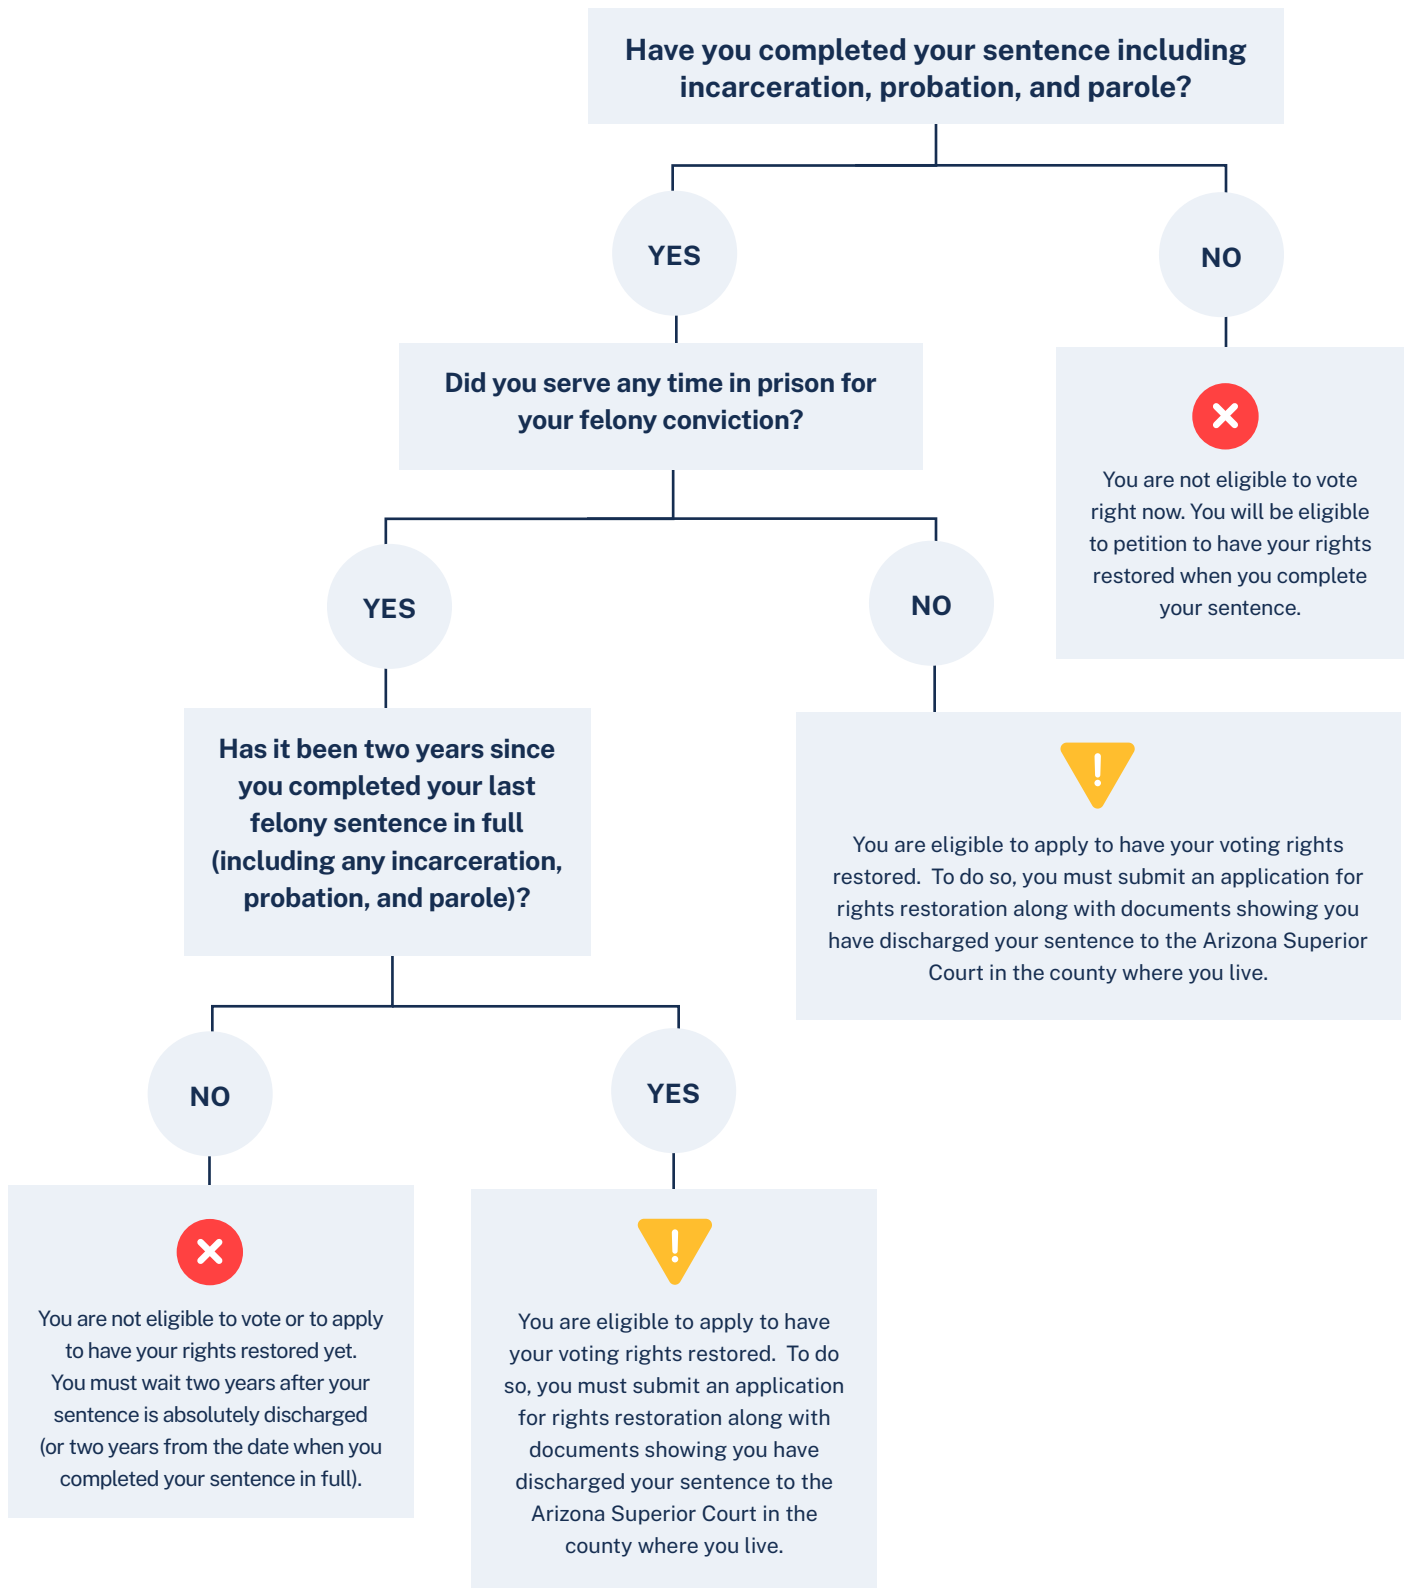 Have you completed your sentence including
incarceration, probation, and parole?
YES
NO
Did you serve any time in prison for
your felony conviction?
You are not eligible to vote
right now. You will be eligible
to petition to have your rights
restored when you complete
your sentence.
YES
NO
Has it been two years since
you completed your last
felony sentence in full
(including any incarceration,
probation, and parole)?
You are eligible to apply to have your voting rights
restored.  To do so, you must submit an application for
rights restoration along with documents showing you
have discharged your sentence to the Arizona Superior
Court in the county where you live.
NO
YES
You are not eligible to vote or to apply
to have your rights restored yet.
You must wait two years after your
sentence is absolutely discharged
(or two years from the date when you
completed your sentence in full).
You are eligible to apply to have
your voting rights restored.  To do
so, you must submit an application
for rights restoration along with
documents showing you have
discharged your sentence to the
Arizona Superior Court in the
county where you live.